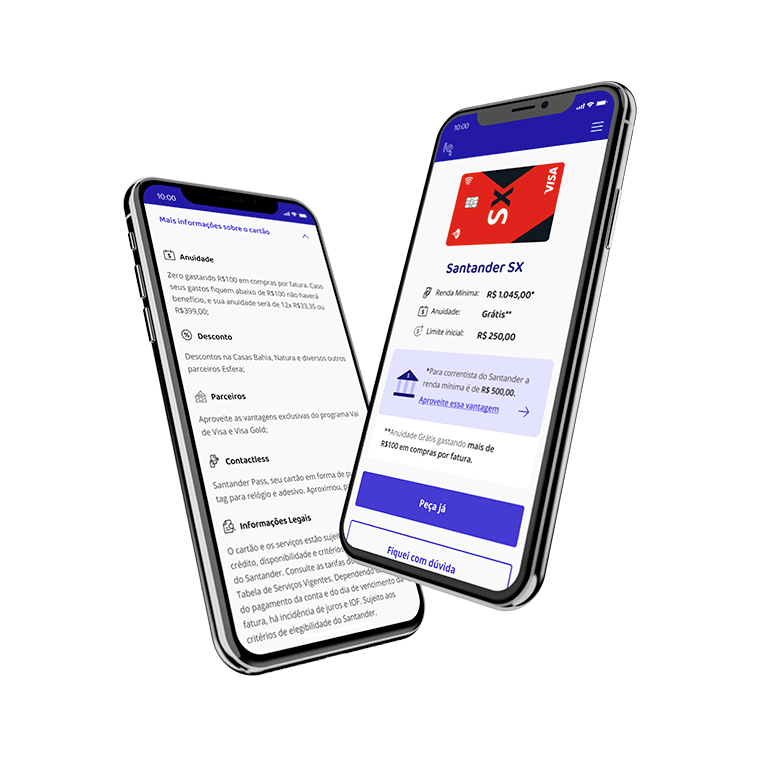 10:00
Mais informações sobre o cartão
Anuidade
Zero gastando R$100 em compras por fatura. Caso
seus gastos fiquem abaixo de R$100 não haverá
benefício, e sua anuidade será de 12x R$33,35 ou
R$399,00;
Desconto
Descontos na Casas Bahia, Natura e diversos outros
parceiros Esfera;
Parceiros
Aproveite as vantagens exclusivas do programa Vai
de Visa e Visa Gold;
Contactless
Santander Pass, seu cartão em forma de
tag para relógio e adesivo. Aproximou,
Informações Legais
O cartão e os serviços estão
crédito, disponibilidade e critérios
do Santander. Consulte as tarifas
Tabela de Serviços Vigentes. Dependendo
do pagamento da conta e do dia de vencimento da
fatura, há incidência de juros e IOF. Sujeito aos
critérios de elegibilidade do Santander.
10:00
SX
VISA
Santander SX
Renda Mínima: R$ 1.045,00*
Anuidade: Grátis**
Limite inicial: R$ 250,00
*Para correntista do Santander a
renda mínima é de R$ 500,00.
Aproveite essa vantagem
**Anuidade Grátis gastando mais de
R$100 em compras por fatura.
Peça já
Fiquei com dúvida